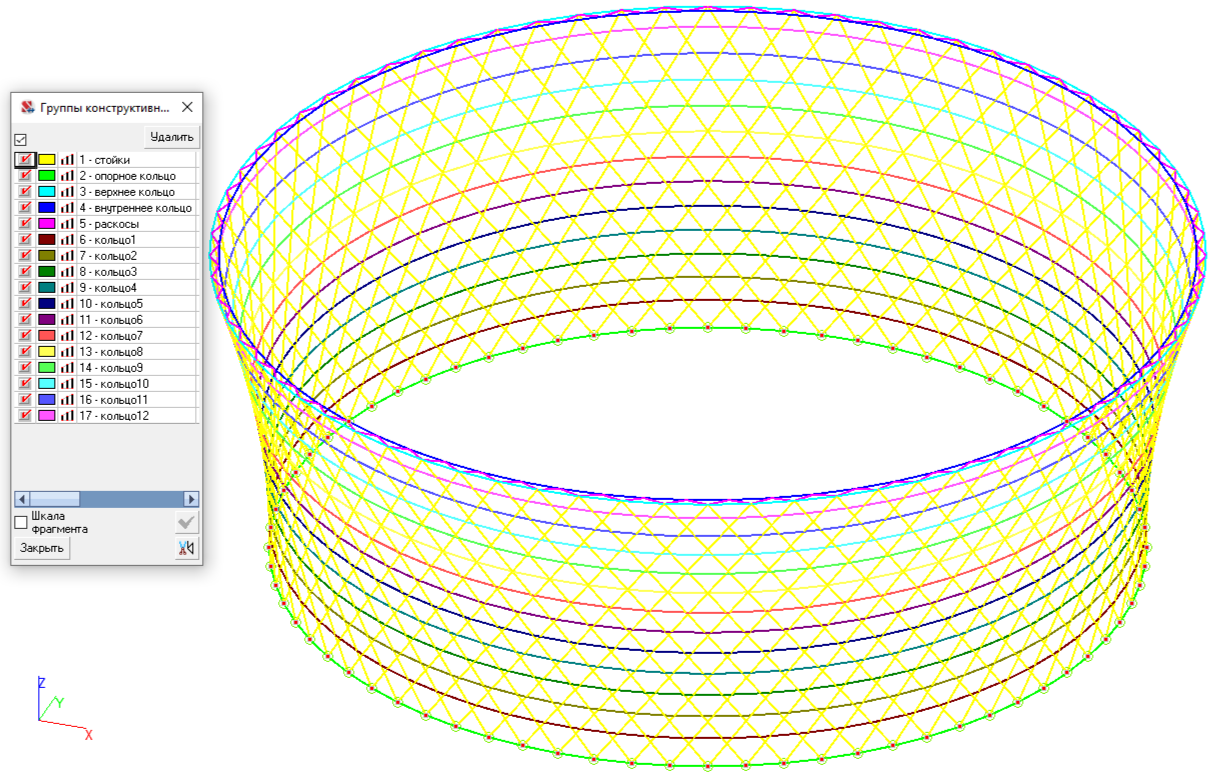 Группы конструктивн...
Удалить
1 - стойки
2 - опорное кольцо
3 - верхнее кольцо
4 - внутреннее кольцо
5 - раскосы
6 - кольцо1
7 - кольцо2
8 - кольцо3
9 - кольцо4
10 - кольцо5
11 - кольцо6
12 - кольцо7
13 - кольцо8
14 - кольцо9
15 - кольцо10
16 - кольцо11
17 - кольцо12
Шкала
фрагмента
Закрыть
Z
Y
X